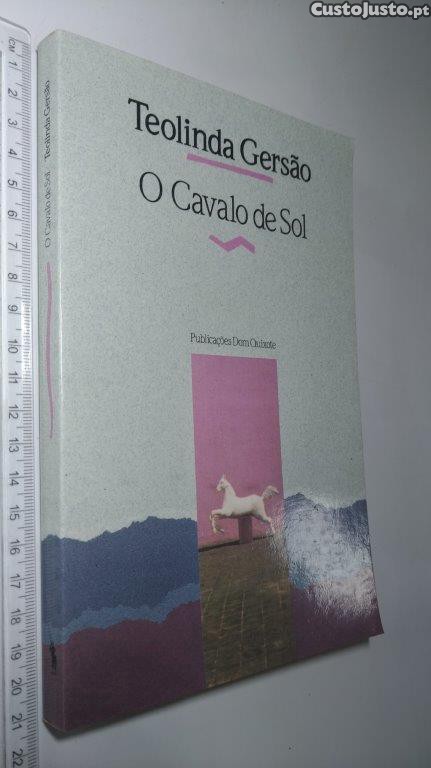 CustoJusto.pt
Teolinda Gersão
O Cavalo de Sol
Publicações Dom Quixote
O Cavalo de Sol Teolinda Gersão
CM 1 2 3 4 5 6 7 8 9 10 11 12 13 14 15 16 17 18 19 20 21 22